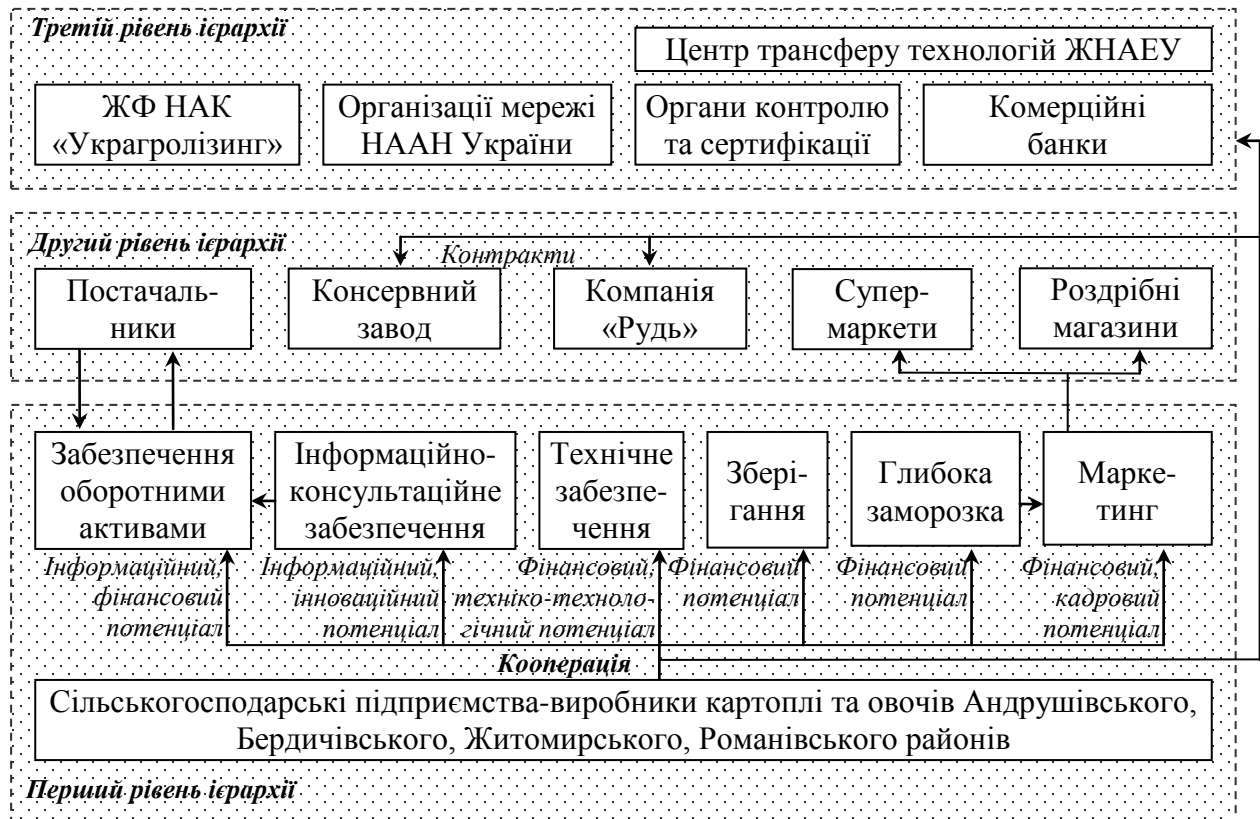 Третій рівень ієрархії
Центр трансферу технологій ЖНАЕУ
ЖФ НАК
«Украгролізинг»
Організації мережі
НААН України
Органи контролю
та сертифікації
Комерційні
банки
Другий рівень ієрархії
Контракти
Постачаль-
ники
Консервний
завод
Компанія
«Рудь»
Супер-
маркети
Роздрібні
магазини
Забезпечення
оборотними
активами
Інформаційно-
консультаційне
забезпечення
Технічне
забезпе-
чення
Збері-
гання
Глибока
заморозка
Марке-
тинг
Інформаційний,
фінансовий
потенціал
Інформаційний,
інноваційний
потенціал
Фінансовий,
техніко-техноло-
гічний потенціал
Фінансовий
потенціал
Фінансовий
потенціал
Фінансовий,
кадровий
потенціал
Кооперація
Сільськогосподарські підприємства-виробники картоплі та овочів Андрушівського,
Бердичівського, Житомирського, Романівського районів
Перший рівень ієрархії